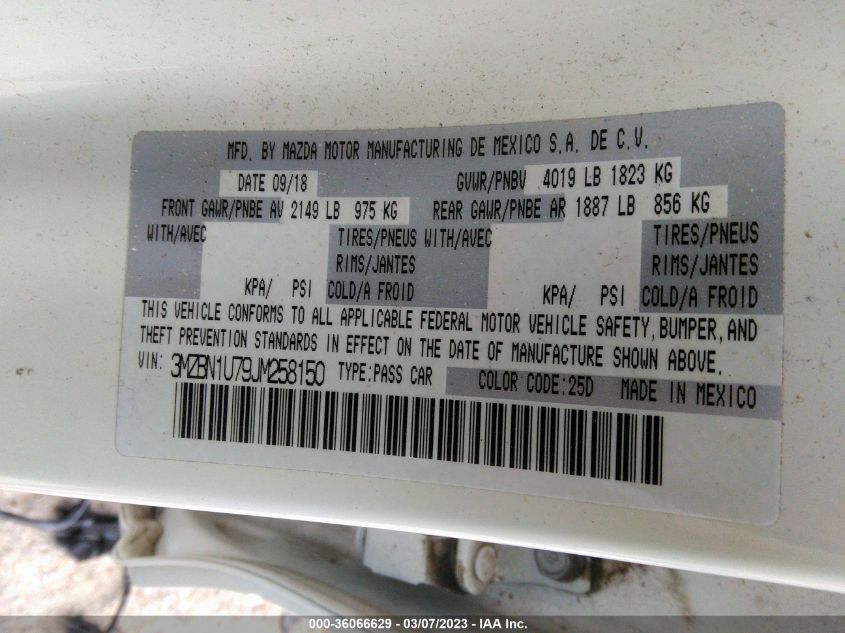 MFD. BY MAZDA MOTOR MANUFACTURING DE MEXICO S.A. DE C.V.
DATE 09/18 GVWR/PNBV 4019 LB 1823 KG
FRONT GAWR/PNBE AV 2149 LB 975 KG REAR GAWR/PNBE AR 1887 LB 856 KG
WITH/AVEC TIRES/PNEUS WITH/AVEC TIRES/PNEUS
RIMS/JANTES RIMS/JANTES
KPA/ PSI COLD/A FROID KPA/ PSI COLD/A FROID
THIS VEHICLE CONFORMS TO ALL APPLICABLE FEDERAL MOTOR VEHICLE SAFETY, BUMPER, AND
THEFT PREVENTION STANDARDS IN EFFECT ON THE DATE OF MANUFACTURE SHOWN ABOVE.
VIN: 3MZBN1U79JM258150 TYPE:PASS CAR COLOR CODE:25D MADE IN MEXICO
000-36066629 - 03/07/2023 - IAA Inc.